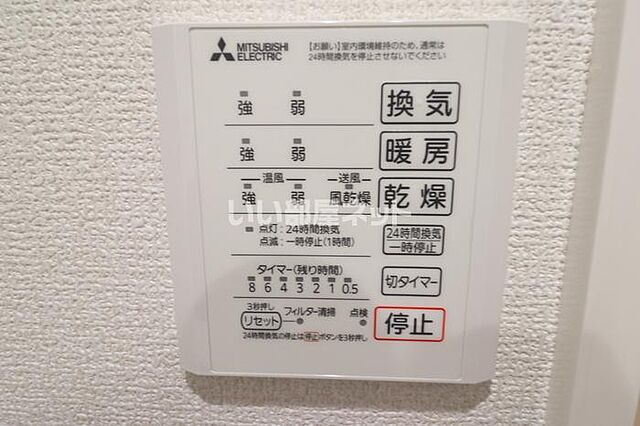 MITSUBISHI
ELECTRIC
【お願い】室内環境維持のため、通常は
24時間換気を停止させないでください
強 弱 換気
強 弱 暖房
温風 送風
強 弱 風乾燥 乾燥
いい部屋ネット
点灯:24時間換気
点滅:一時停止(1時間)
24時間換気
一時停止
タイマー(残り時間)
8 6 4 3 2 1 0.5
切タイマー
3秒押し
リセット フィルター清掃 点検
停止
24時間換気の停止は停止ボタンを3秒押し